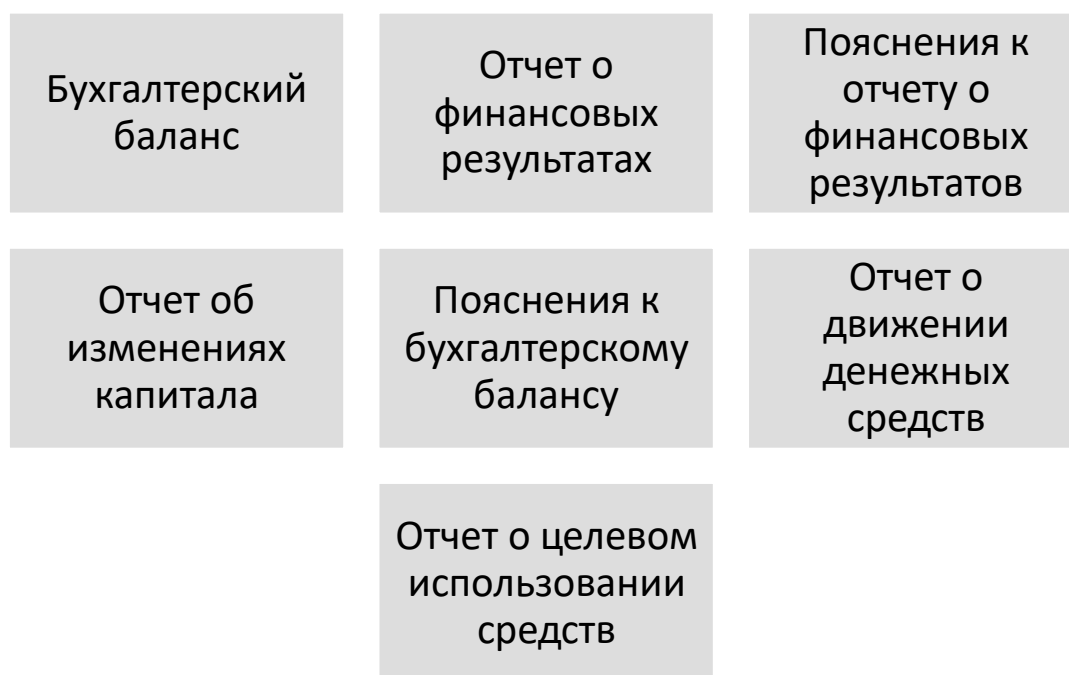 Бухгалтерский
баланс
Отчет о
финансовых
результатах
Пояснения к
отчету о
финансовых
результатов
Отчет об
изменениях
капитала
Пояснения к
бухгалтерскому
балансу
Отчет о
движении
денежных
средств
Отчет о целевом
использовании
средств